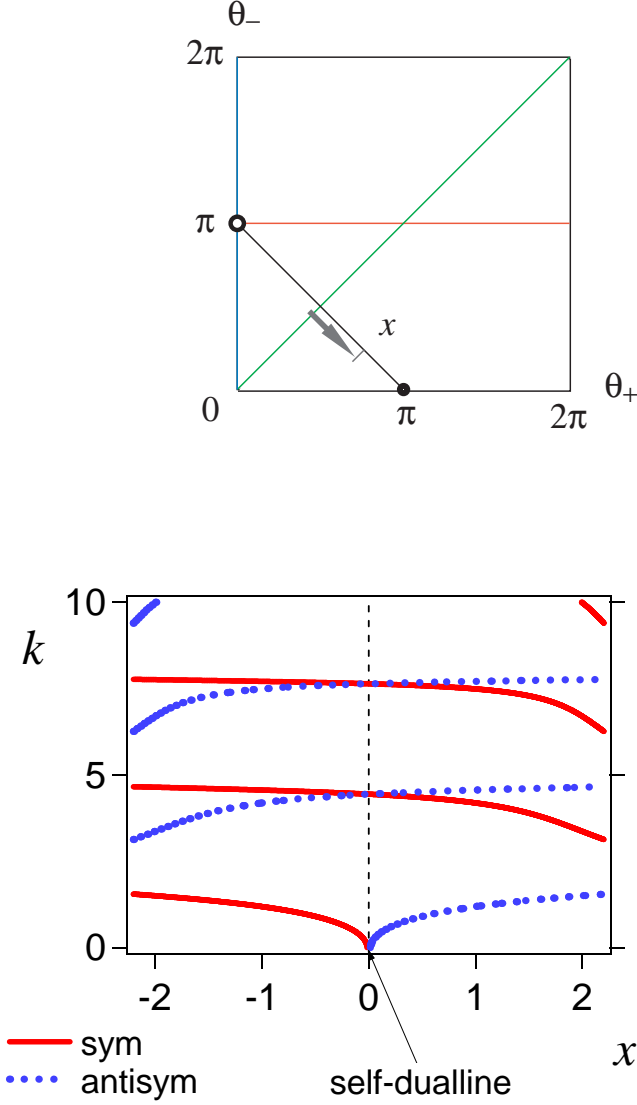 θ₋
2π
π
x
0
π
2π
θ₊
10
k
5
0
-2 -1 0 1 2
x
sym
antisym
self-dualline